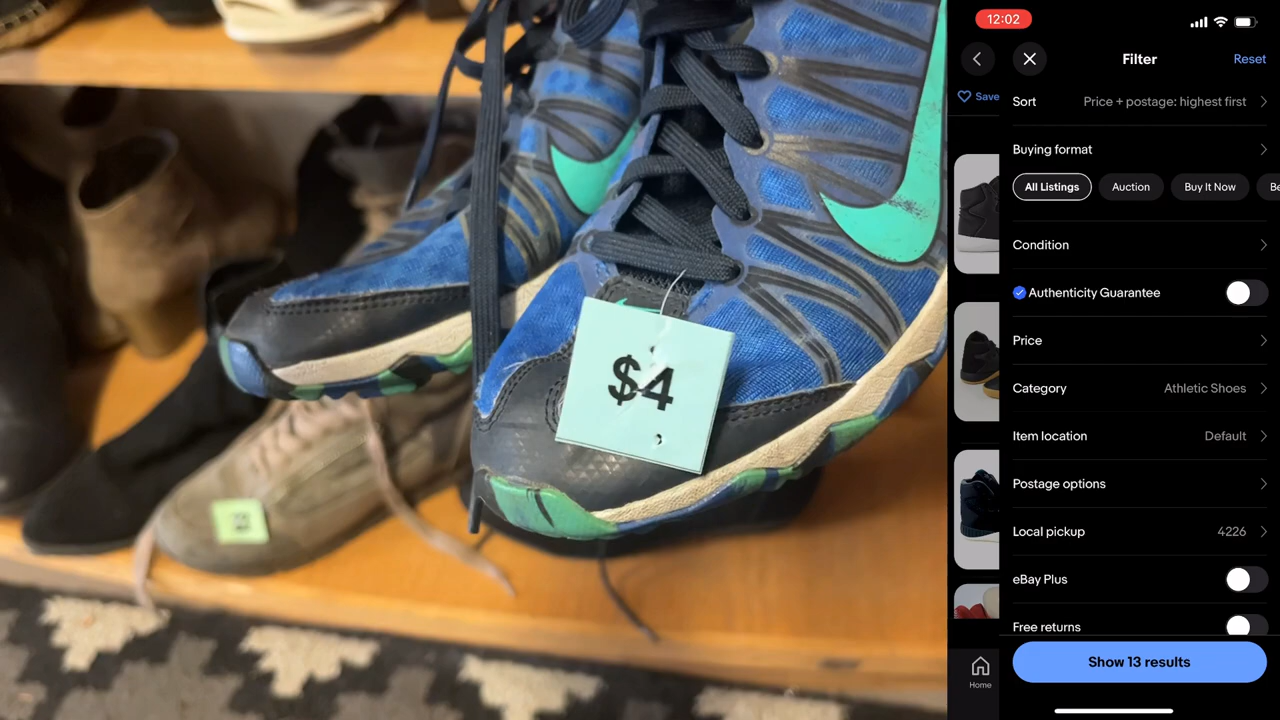 $4
12:02
Filter
Reset
Save
Sort
Price + postage: highest first
Buying format
All Listings
Auction
Buy It Now
Condition
Authenticity Guarantee
Price
Category
Athletic Shoes
Item location
Default
Postage options
Local pickup
4226
eBay Plus
Free returns
Show 13 results
Home